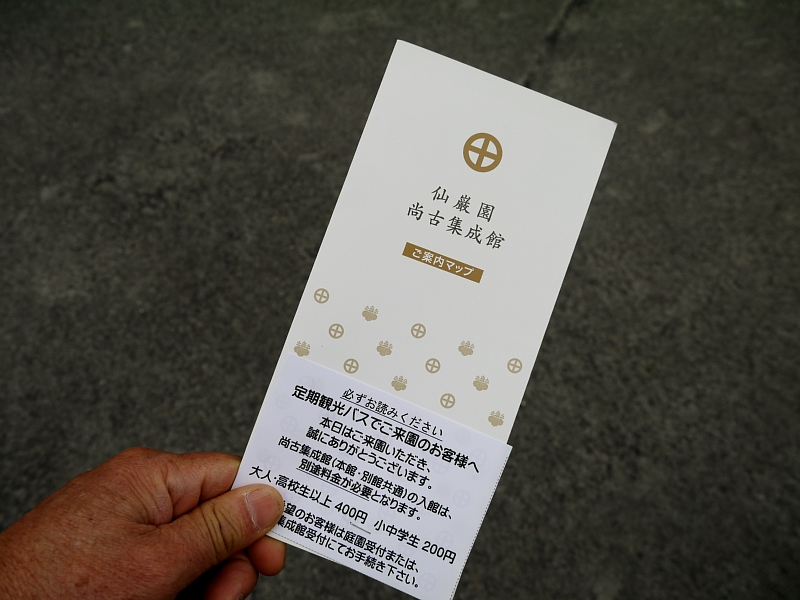 仙巌園
尚古集成館
ご案内マップ
必ずお読みください
定期観光バスでご来園のお客様へ
本日はご来園いただき、
誠にありがとうございます。
尚古集成館(本館・別館共通)の入館は、
別途料金が必要となります。
大人・高校生以上 400円 小中学生 200円
望のお客様は庭園受付または、
集成館受付にてお手続き下さい。